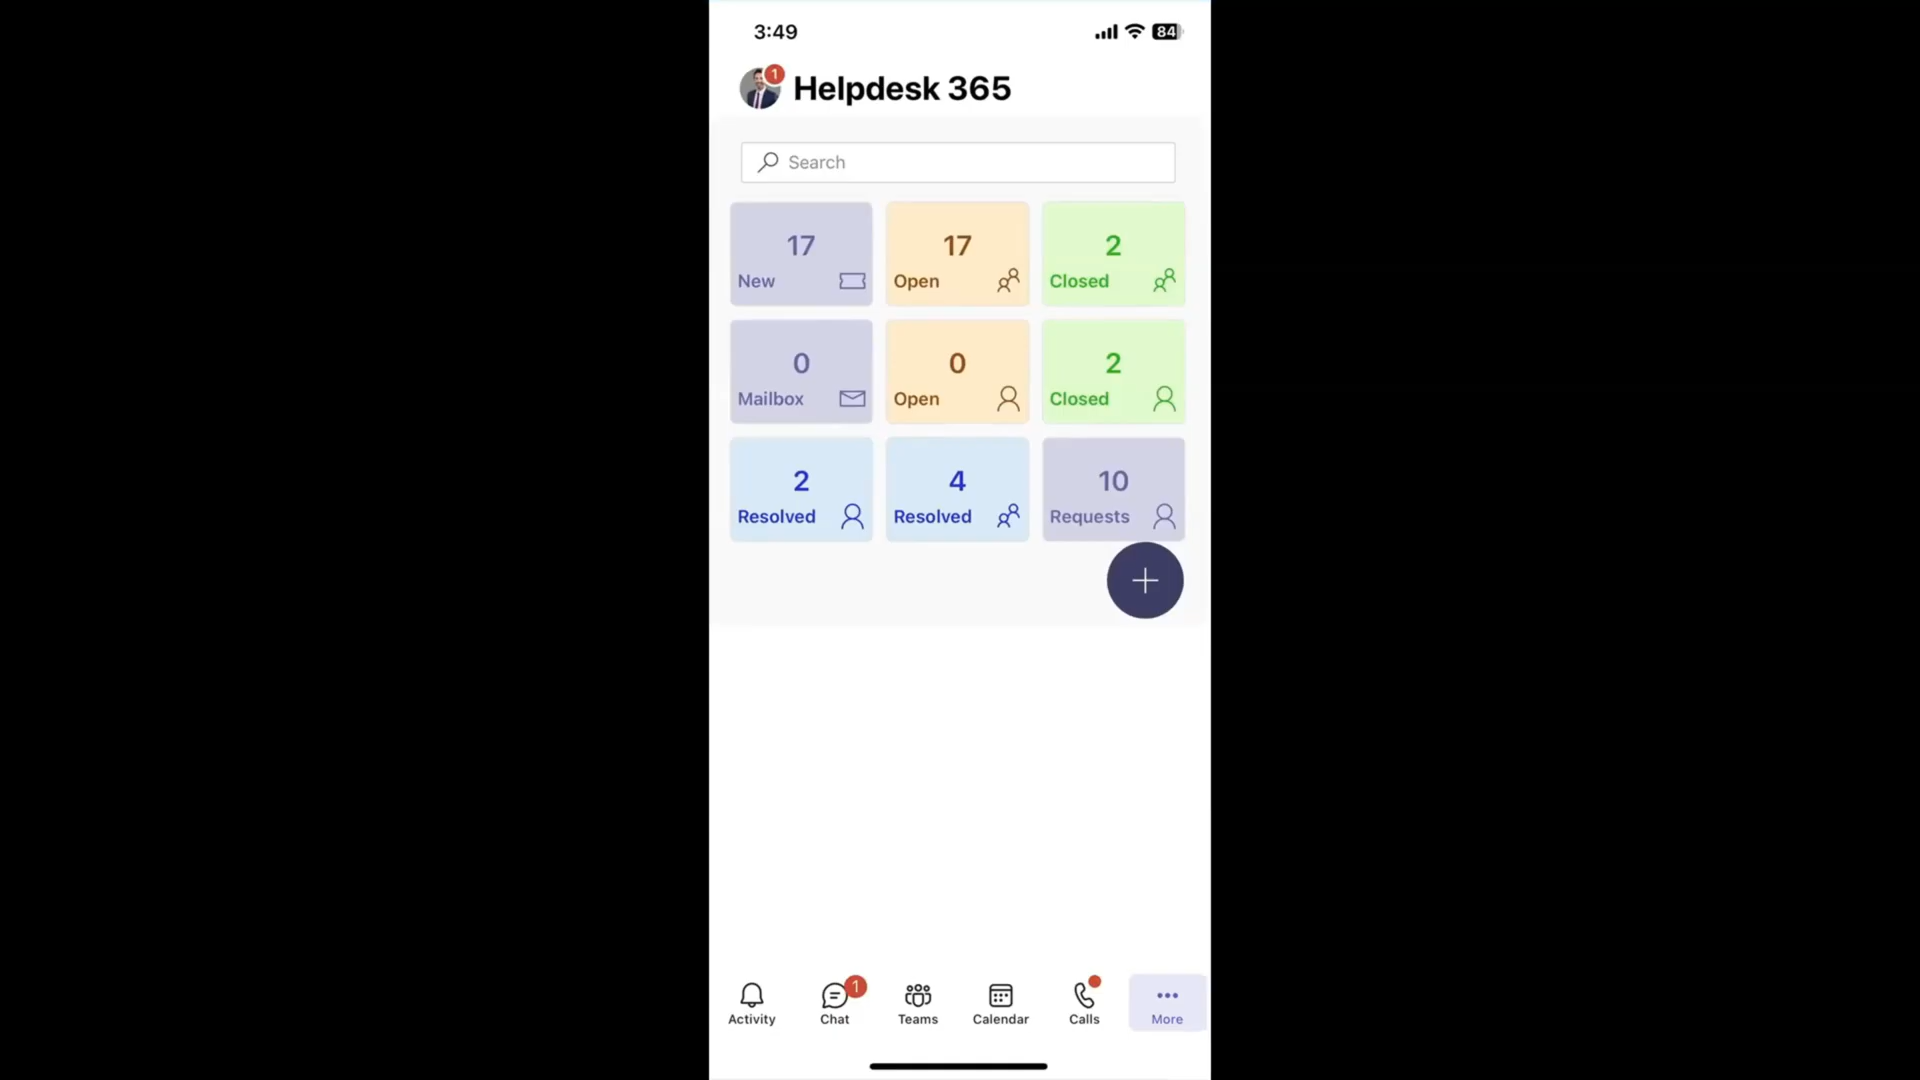 3:49
84
1
Helpdesk 365
Search
17
New
17
Open
2
Closed
0
Mailbox
0
Open
2
Closed
2
Resolved
4
Resolved
10
Requests
Activity
1
Chat
Teams
Calendar
Calls
More